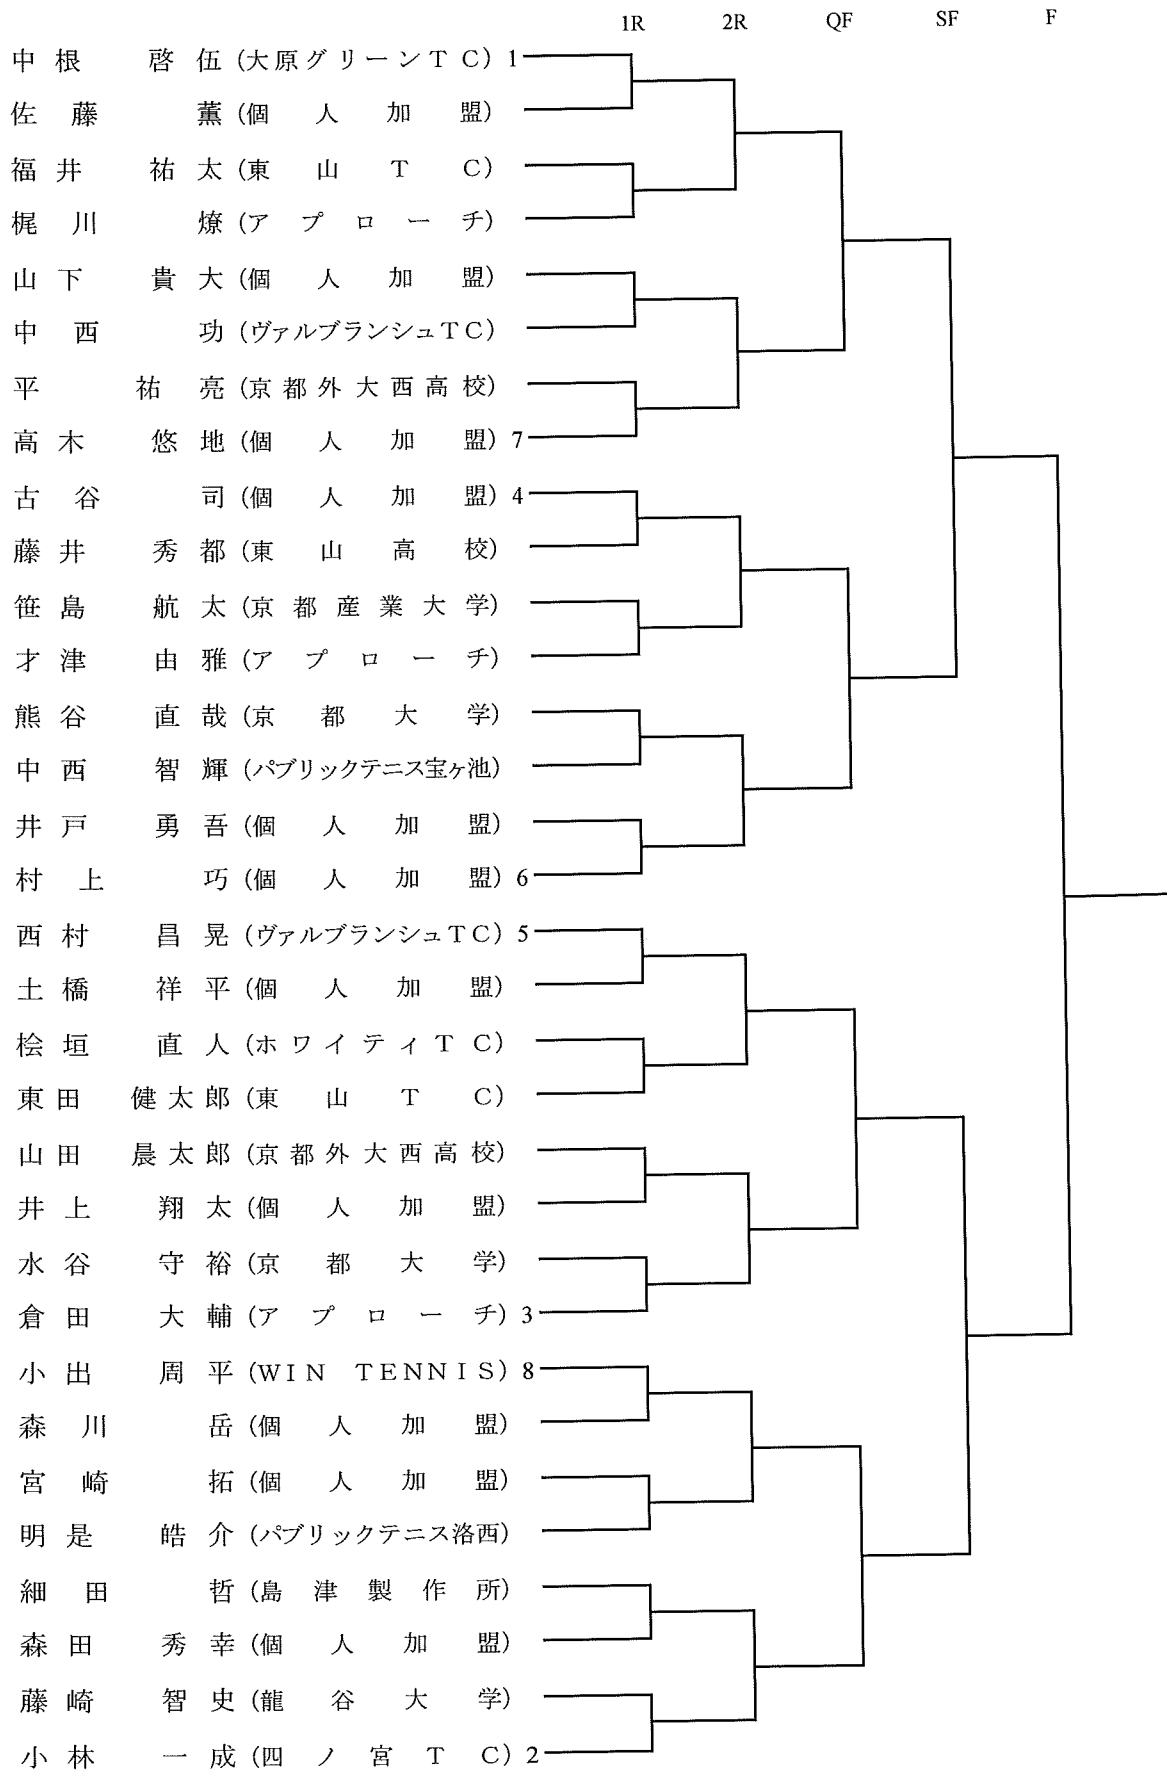 1R 2R QF SF F
中根 啓伍 (大原グリーンTC) 1
佐藤 薫 (個人加盟)
福井 祐太 (東山TC)
梶川 燎 (アプローチ)
山下 貴大 (個人加盟)
中西 功 (ヴァルブランシュTC)
平 祐亮 (京都外大西高校)
高木 悠地 (個人加盟) 7
古谷 司 (個人加盟) 4
藤井 秀都 (東山高校)
笹島 航太 (京都産業大学)
才津 由雅 (アプローチ)
熊谷 直哉 (京都大学)
中西 智輝 (パブリックテニス宝ヶ池)
井戸 勇吾 (個人加盟)
村上 巧 (個人加盟) 6
西村 昌晃 (ヴァルブランシュTC) 5
土橋 祥平 (個人加盟)
桧垣 直人 (ホワイティTC)
東田 健太郎 (東山TC)
山田 晨太郎 (京都外大西高校)
井上 翔太 (個人加盟)
水谷 守裕 (京都大学)
倉田 大輔 (アプローチ) 3
小出 周平 (WIN TENNIS) 8
森川 岳 (個人加盟)
宮崎 拓 (個人加盟)
明是 皓介 (パブリックテニス洛西)
細田 哲 (島津製作所)
森田 秀幸 (個人加盟)
藤崎 智史 (龍谷大学)
小林 一成 (四ノ宮TC) 2